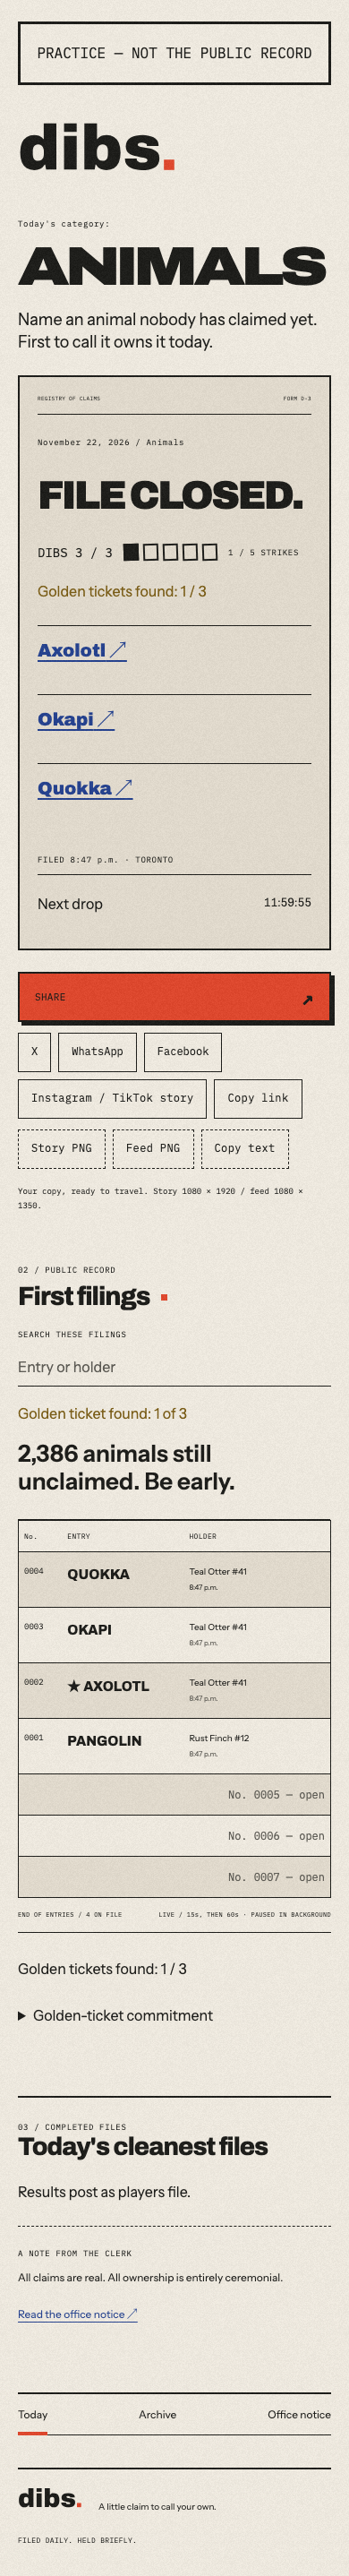 PRACTICE — NOT THE PUBLIC RECORD
dibs.
Today's category:
ANIMALS
Name an animal nobody has claimed yet.
First to call it owns it today.
REGISTRY OF CLAIMS FORM D-3
November 22, 2026 / Animals
FILE CLOSED.
DIBS 3 / 3 1 / 5 STRIKES
Golden tickets found: 1 / 3
Axolotl ↗
Okapi ↗
Quokka ↗
FILED 8:47 p.m. · TORONTO
Next drop 11:59:55
SHARE ↗
X WhatsApp Facebook
Instagram / TikTok story Copy link
Story PNG Feed PNG Copy text
Your copy, ready to travel. Story 1080 × 1920 / feed 1080 ×
1350.
02 / PUBLIC RECORD
First filings
SEARCH THESE FILINGS
Entry or holder
Golden ticket found: 1 of 3
2,386 animals still
unclaimed. Be early.
No. ENTRY HOLDER
0004 QUOKKA Teal Otter #41
8:47 p.m.
0003 OKAPI Teal Otter #41
8:47 p.m.
0002 ★ AXOLOTL Teal Otter #41
8:47 p.m.
0001 PANGOLIN Rust Finch #12
8:47 p.m.
No. 0005 — open
No. 0006 — open
No. 0007 — open
END OF ENTRIES / 4 ON FILE LIVE / 15s, THEN 60s · PAUSED IN BACKGROUND
Golden tickets found: 1 / 3
▶ Golden-ticket commitment
03 / COMPLETED FILES
Today's cleanest files
Results post as players file.
A NOTE FROM THE CLERK
All claims are real. All ownership is entirely ceremonial.
Read the office notice ↗
Today Archive Office notice
dibs. A little claim to call your own.
FILED DAILY. HELD BRIEFLY.